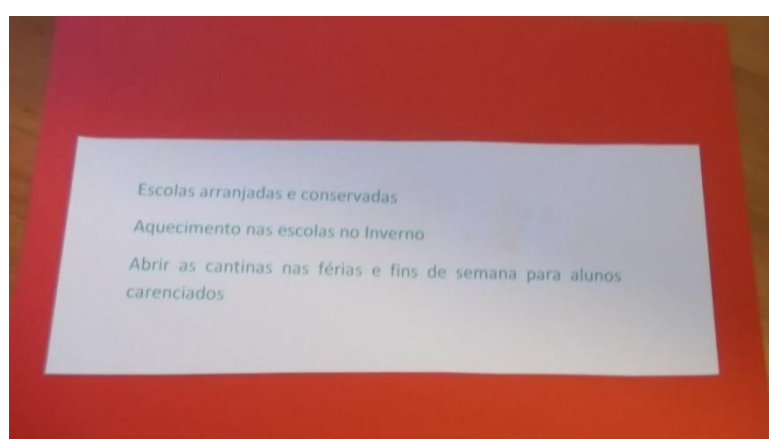 Escolas arranjadas e conservadas
Aquecimento nas escolas no Inverno
Abrir as cantinas nas férias e fins de semana para alunos
carenciados